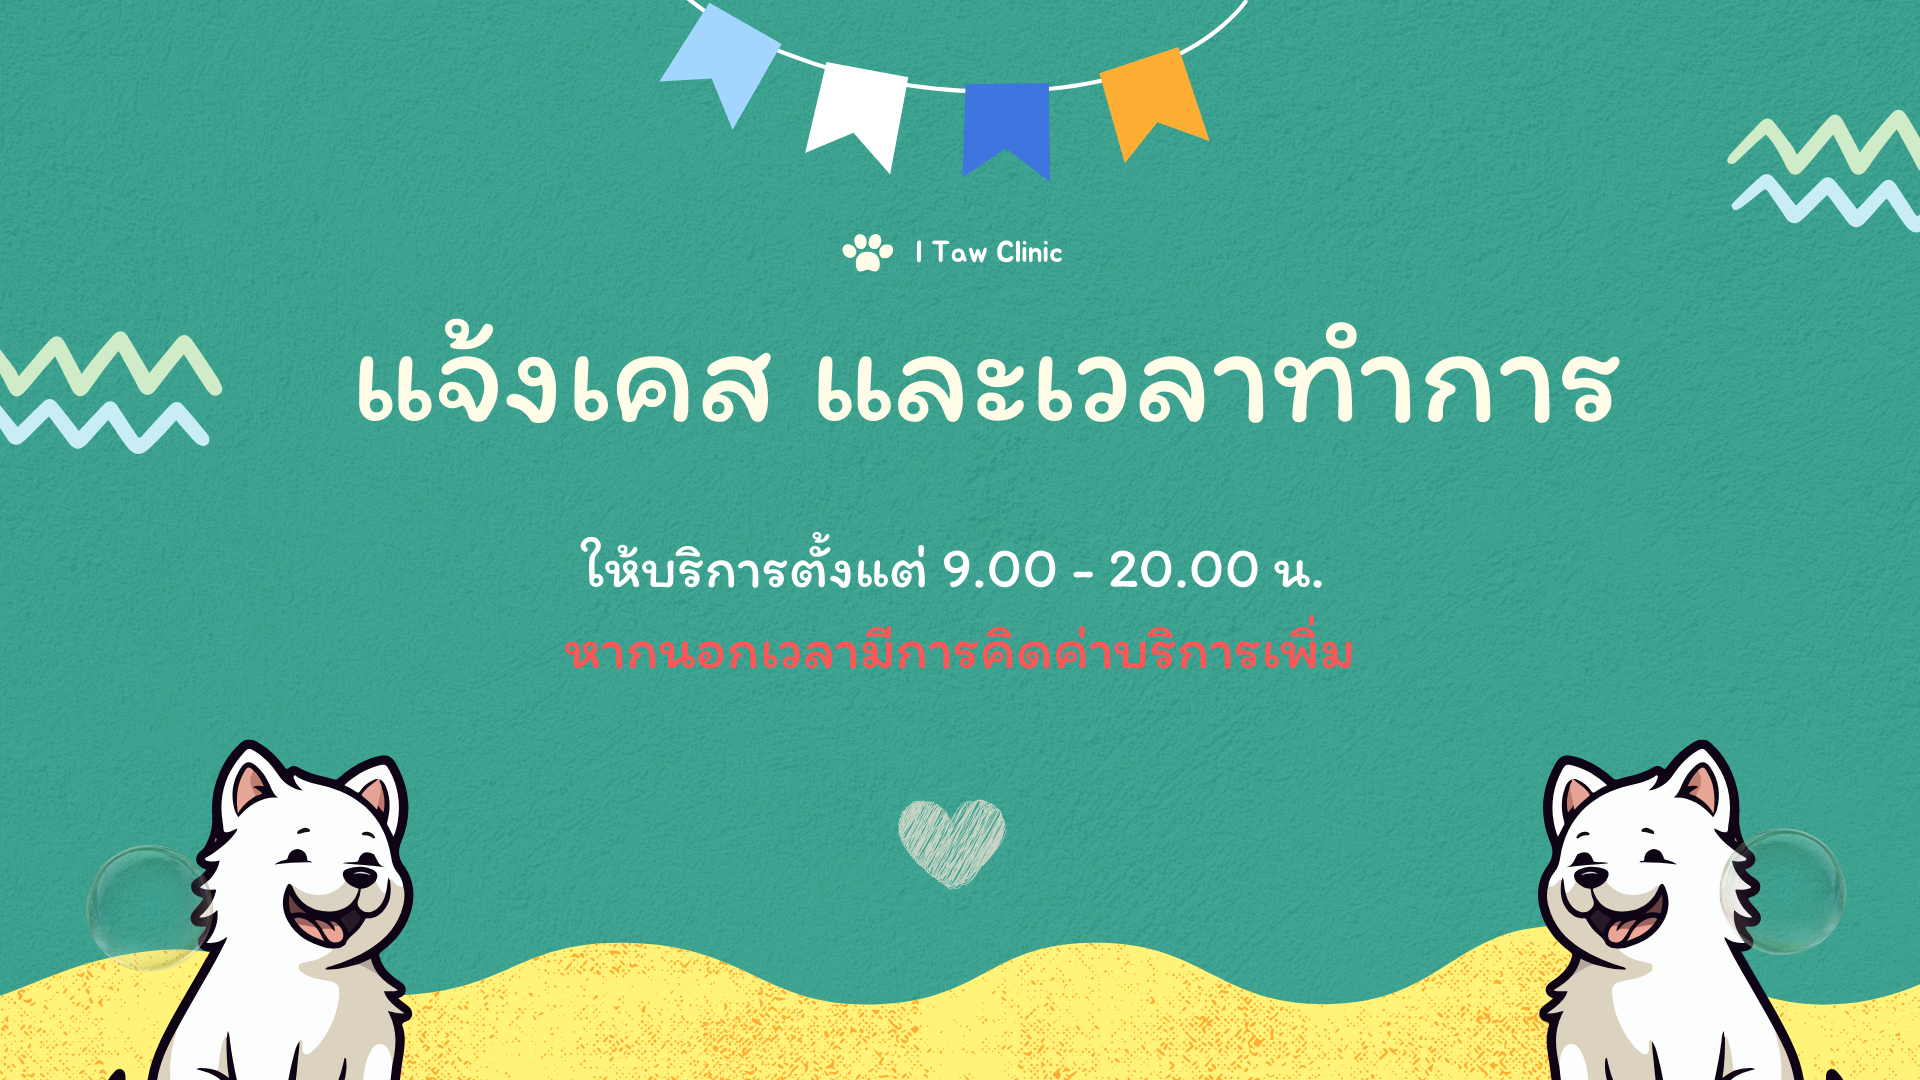 I Taw Clinic
แจ้งเคส และเวลาทำการ
ให้บริการตั้งแต่ 9.00 - 20.00 น.
หากนอกเวลามีการคิดค่าบริการเพิ่ม